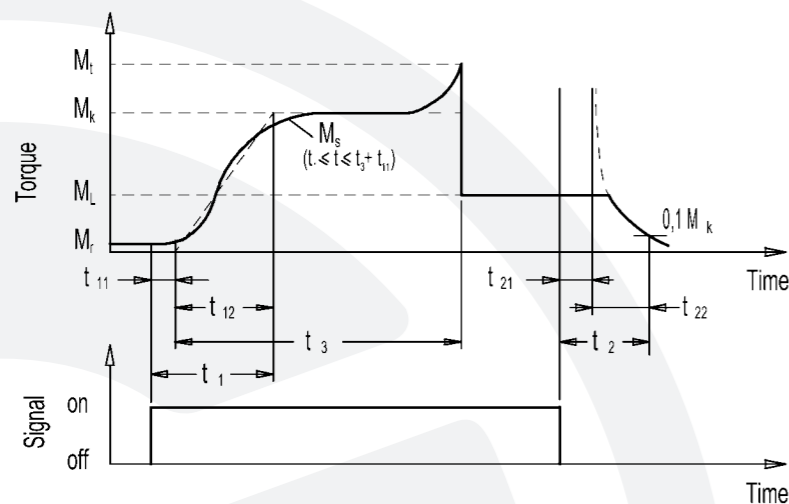 Torque
Mt
Mk
Ms
(t. ≤ t ≤ t3 + t11)
ML
Mr
0,1 Mk
t 11
t 21
Time
t 12
t 22
t 3
t 2
t 1
Signal
on
off
Time